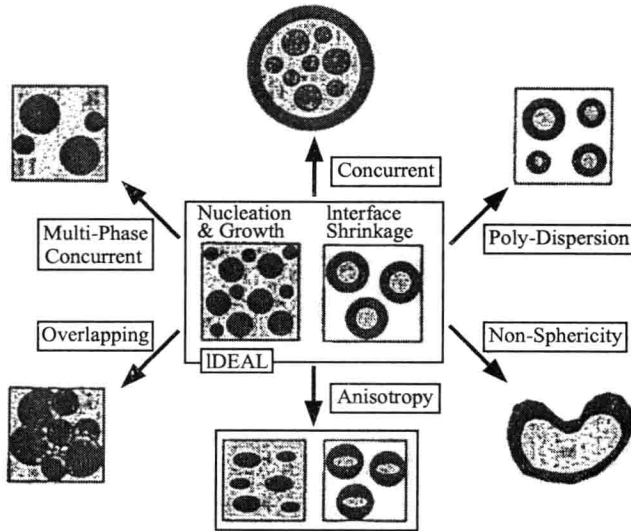 Concurrent
Nucleation
& Growth
Interface
Shrinkage
Multi-Phase
Concurrent
Poly-Dispersion
Overlapping
Non-Sphericity
IDEAL
Anisotropy